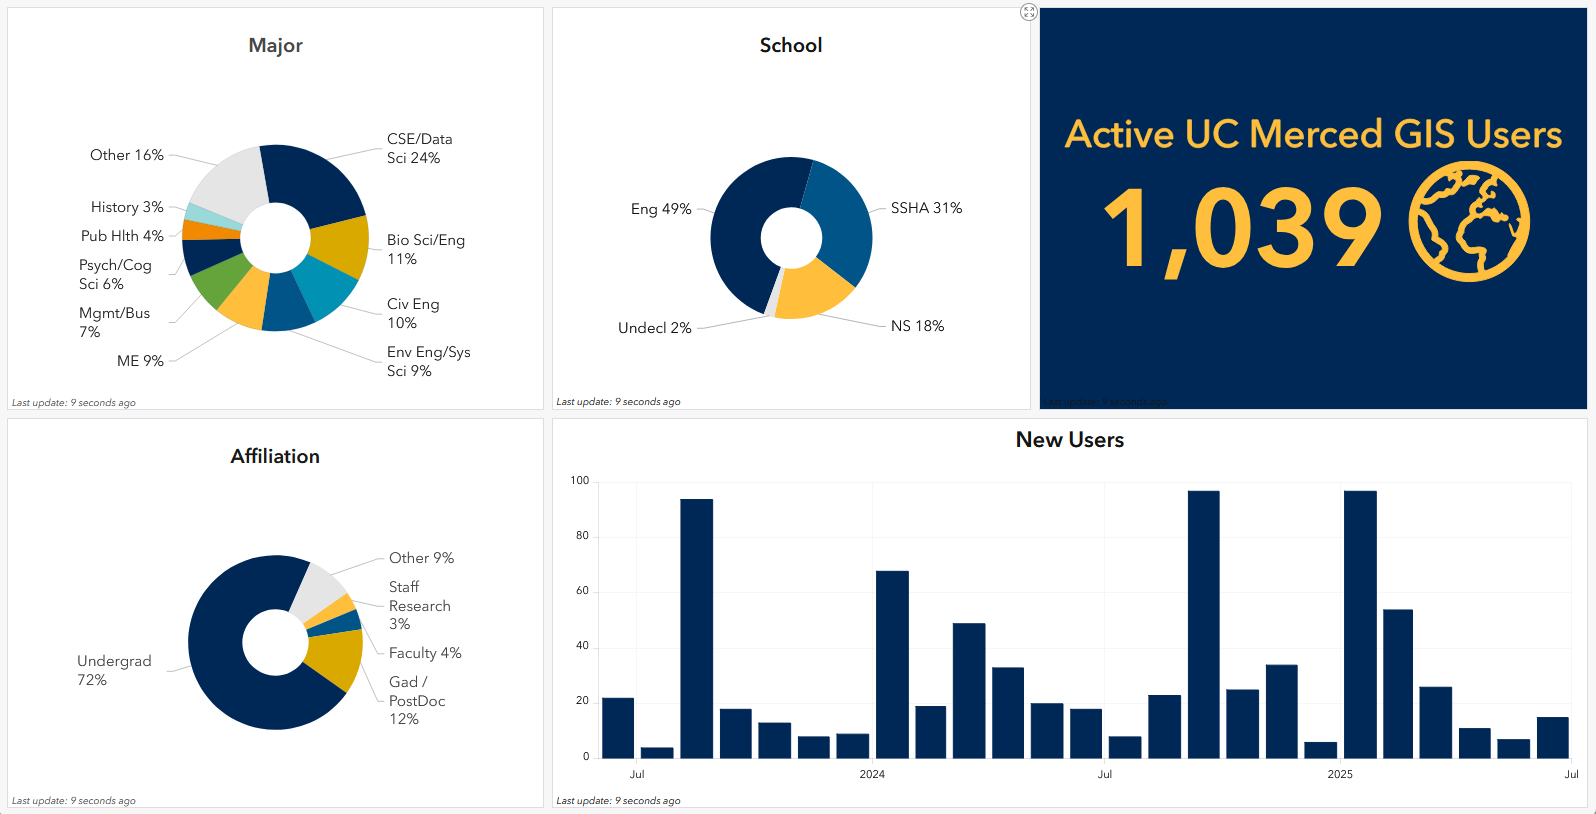 Major
CSE/Data
Sci 24%
Bio Sci/Eng
11%
Civ Eng
10%
Env Eng/Sys
Sci 9%
ME 9%
Mgmt/Bus
7%
Psych/Cog
Sci 6%
Pub Hlth 4%
History 3%
Other 16%
Last update: 9 seconds ago
School
Eng 49%
SSHA 31%
NS 18%
Undecl 2%
Last update: 9 seconds ago
Active UC Merced GIS Users
1,039
Last update: 9 seconds ago
Affiliation
Other 9%
Staff
Research
3%
Faculty 4%
Gad /
PostDoc
12%
Undergrad
72%
Last update: 9 seconds ago
New Users
100
80
60
40
20
0
Jul
2024
Jul
2025
Jul
Last update: 9 seconds ago